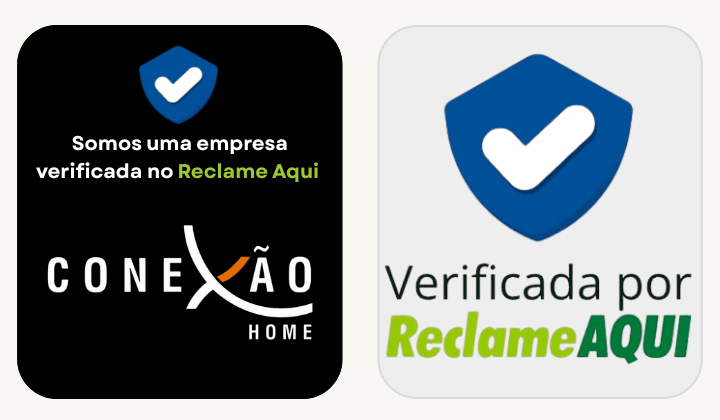 Somos uma empresa
verificada no Reclame Aqui
CONEXÃO
HOME
Verificada por
ReclameAQUI